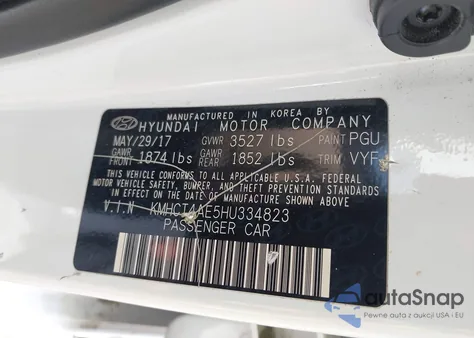 MANUFACTURED IN KOREA BY
HYUNDAI MOTOR COMPANY
MAY/29/17 GVWR 3527 lbs PAINT PGU
GAWR FRONT 1874 lbs GAWR REAR 1852 lbs TRIM VYF
THIS VEHICLE CONFORMS TO ALL APPLICABLE U.S. FEDERAL
MOTOR VEHICLE SAFETY, BUMPER, AND THEFT PREVENTION
STANDARDS IN EFFECT ON THE DATE OF MANUFACTURE SHOWN ABOVE.
V.I.N KMHCT4AE5HU334823
PASSENGER CAR
autoSnap
Pewne auta z aukcji USA i EU